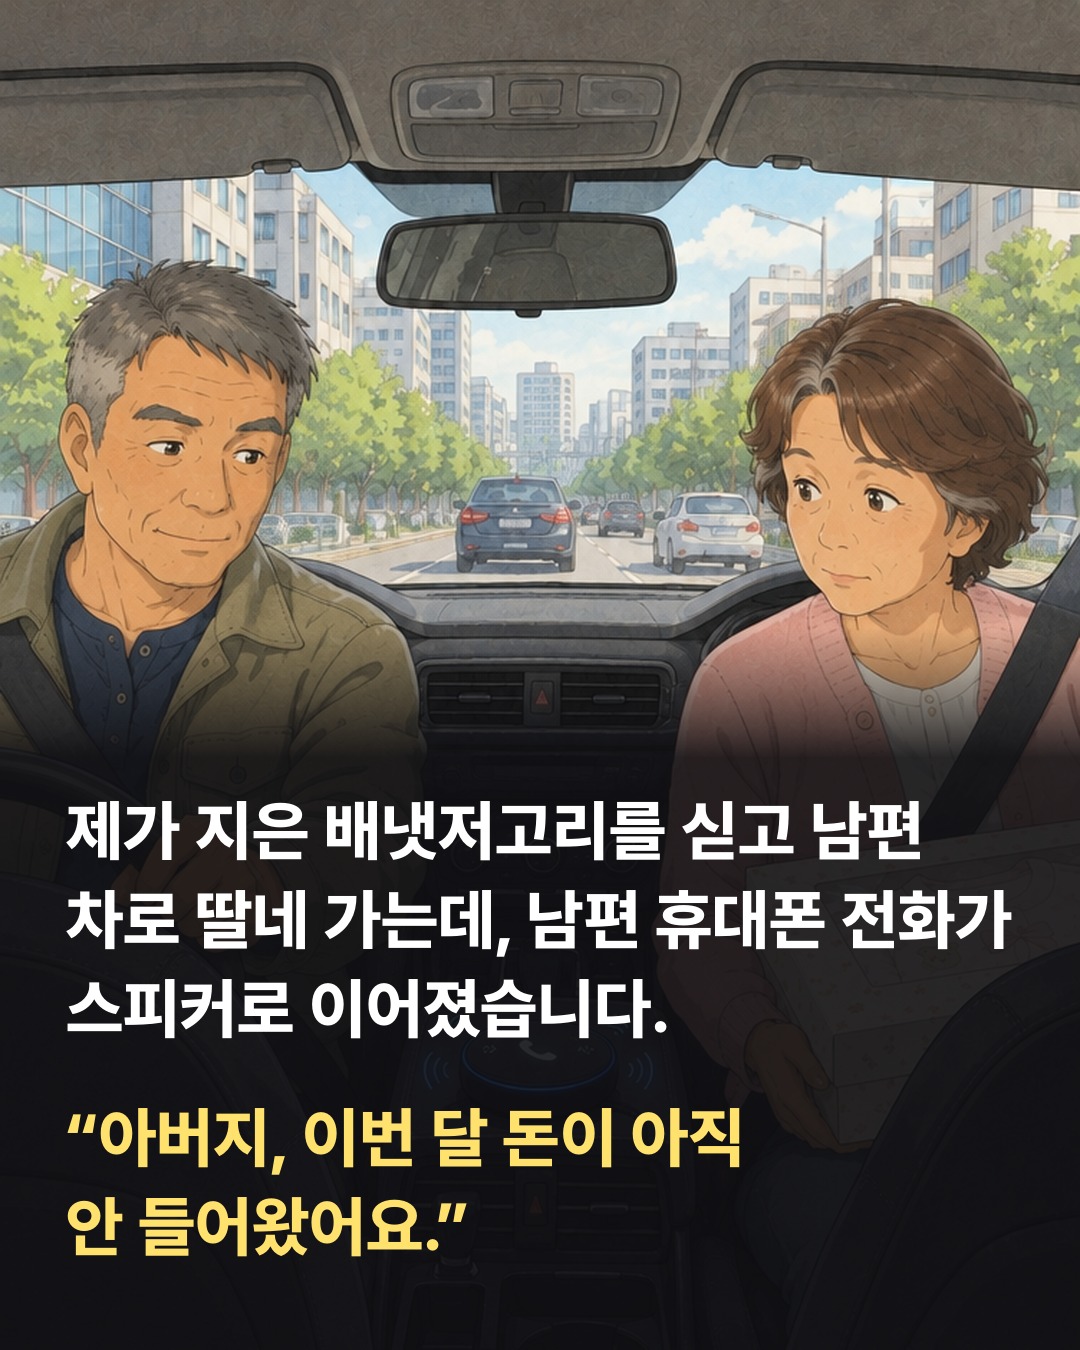 제가 지은 배냇저고리를 싣고 남편
차로 딸네 가는데, 남편 휴대폰 전화가
스피커로 이어졌습니다.
“아버지, 이번 달 돈이 아직
안 들어왔어요.”